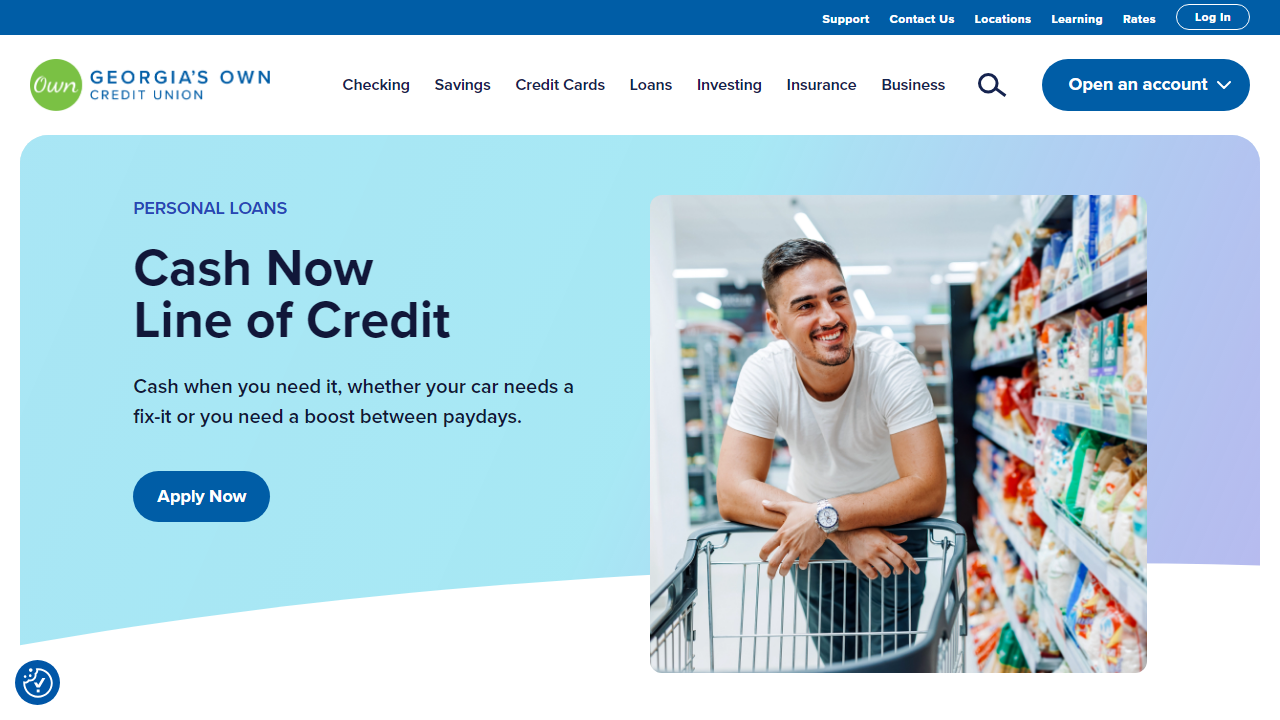 Support Contact Us Locations Learning Rates Log In
Own GEORGIA'S OWN
CREDIT UNION
Checking Savings Credit Cards Loans Investing Insurance Business Open an account
PERSONAL LOANS
Cash Now
Line of Credit
Cash when you need it, whether your car needs a
fix-it or you need a boost between paydays.
Apply Now